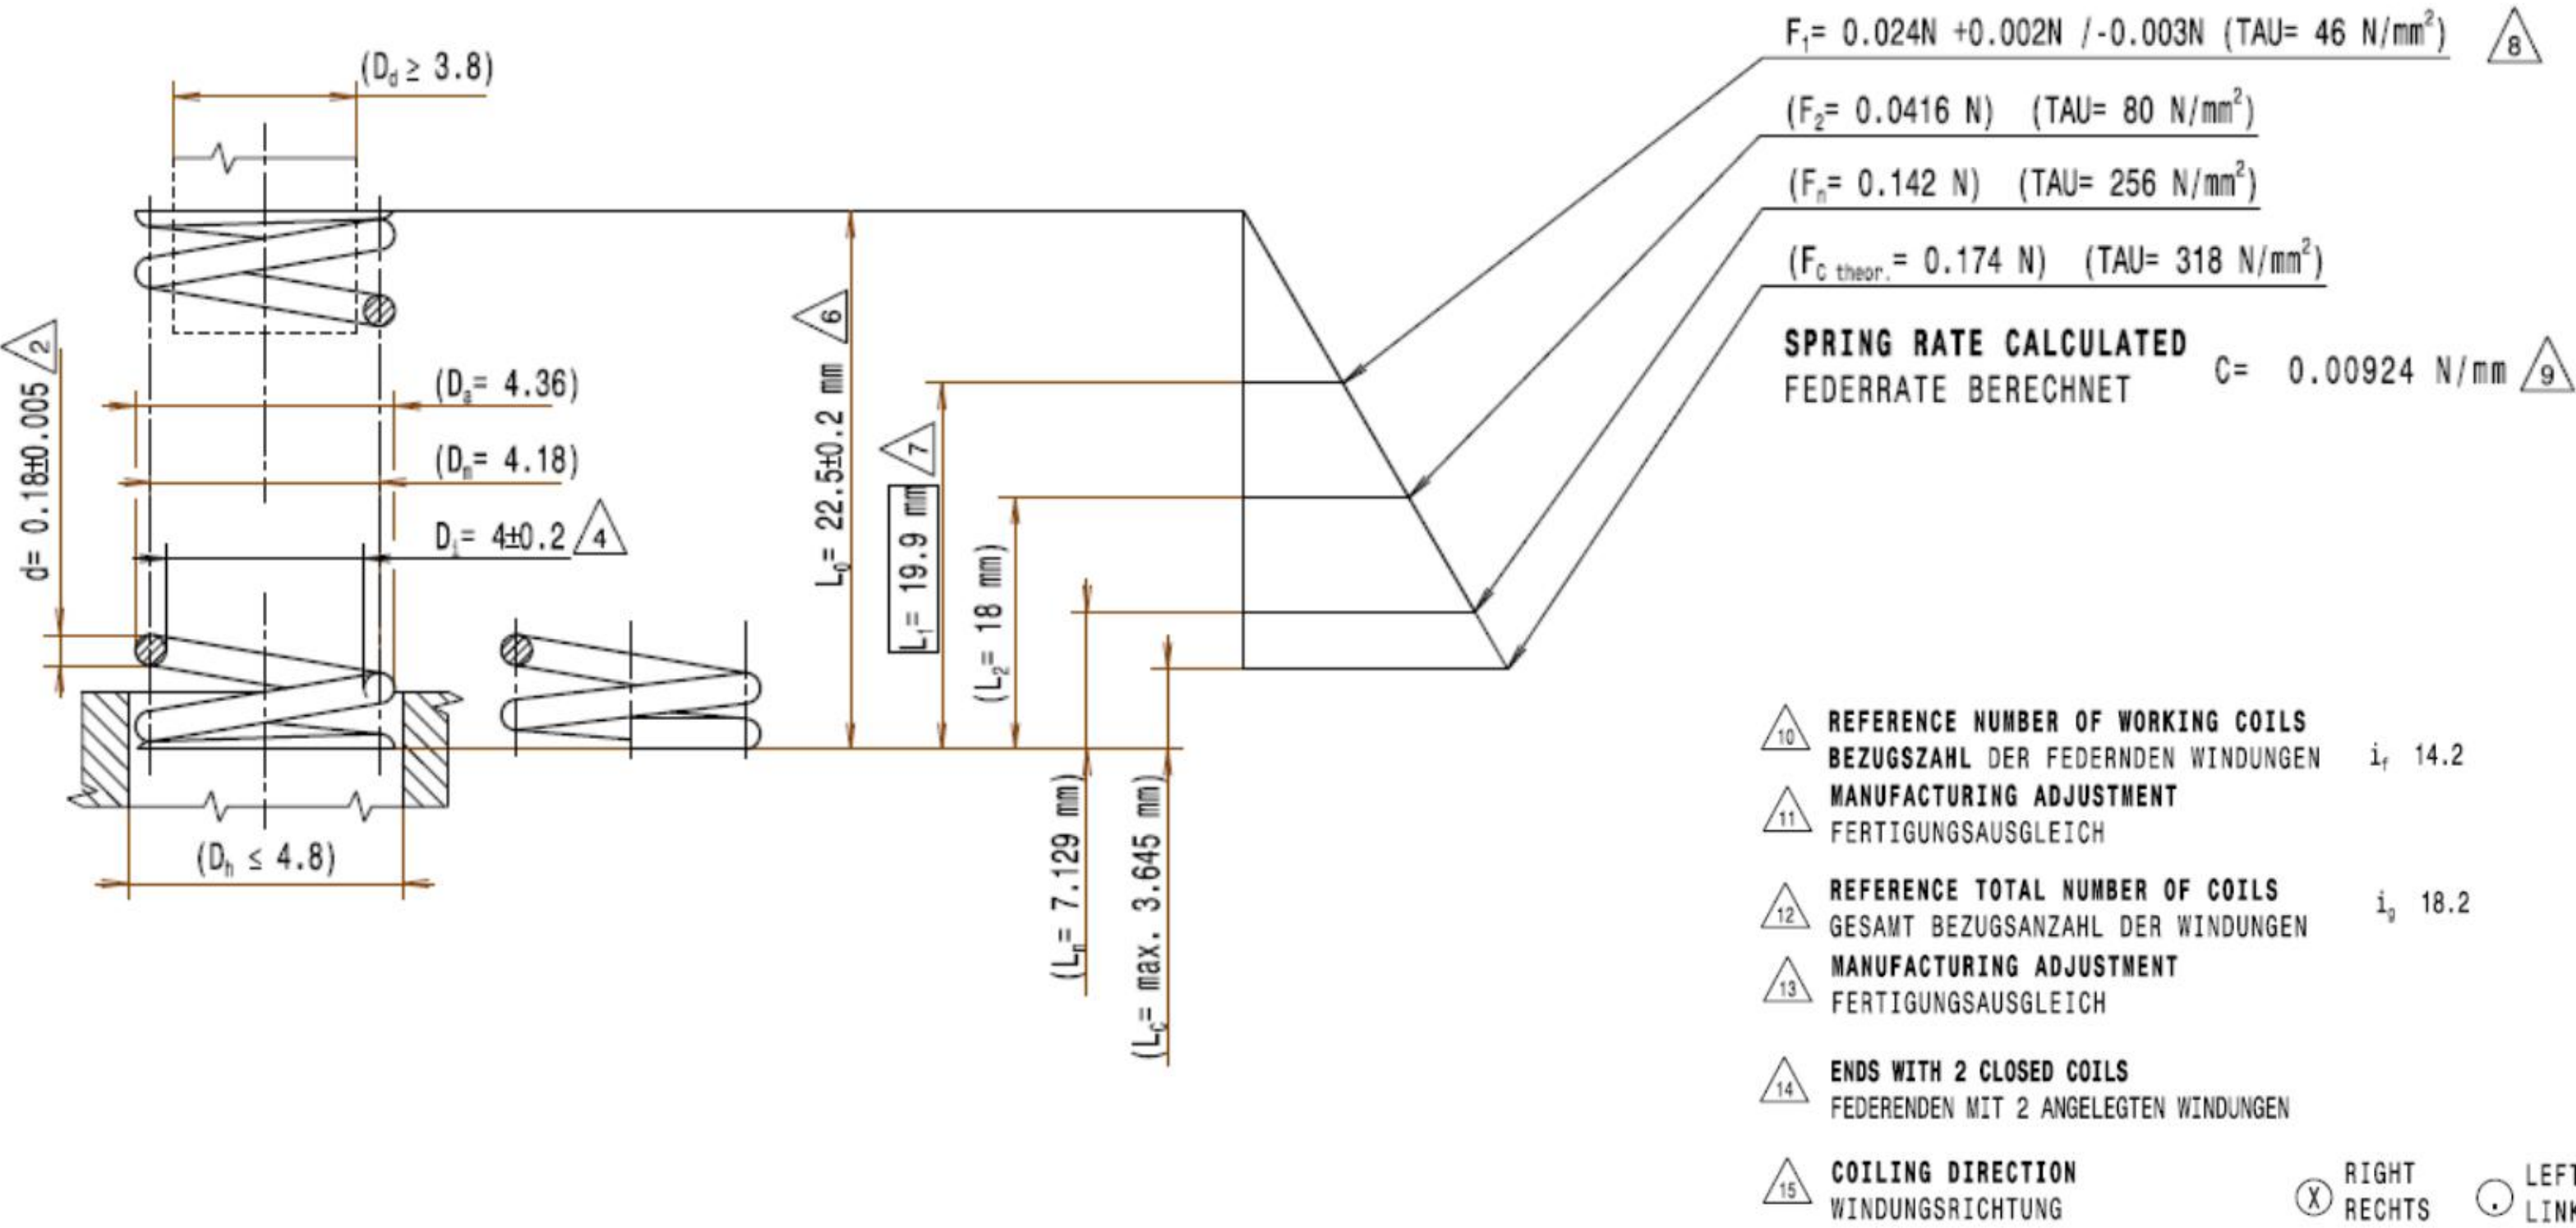 F₁= 0.024N +0.002N /-0.003N (TAU= 46 N/mm²) 8
(F₂= 0.0416 N) (TAU= 80 N/mm²)
(Fₙ= 0.142 N) (TAU= 256 N/mm²)
(F_C theor.= 0.174 N) (TAU= 318 N/mm²)
SPRING RATE CALCULATED
FEDERRATE BERECHNET
C= 0.00924 N/mm 9
(D_d ≥ 3.8)
d= 0.18±0.005 2
(Dₐ= 4.36)
(Dₘ= 4.18)
Dᵢ= 4±0.2 4
(Dₕ ≤ 4.8)
L₀= 22.5±0.2 mm 6
L₁= 19.9 mm 7
(L₂= 18 mm)
(Lₙ= 7.129 mm)
(L_C= max. 3.645 mm)
10 REFERENCE NUMBER OF WORKING COILS
BEZUGSZAHL DER FEDERNDEN WINDUNGEN i_f 14.2
11 MANUFACTURING ADJUSTMENT
FERTIGUNGSAUSGLEICH
12 REFERENCE TOTAL NUMBER OF COILS
GESAMT BEZUGSANZAHL DER WINDUNGEN i_g 18.2
13 MANUFACTURING ADJUSTMENT
FERTIGUNGSAUSGLEICH
14 ENDS WITH 2 CLOSED COILS
FEDERENDEN MIT 2 ANGELEGTEN WINDUNGEN
15 COILING DIRECTION
WINDUNGSRICHTUNG
X RIGHT
RECHTS